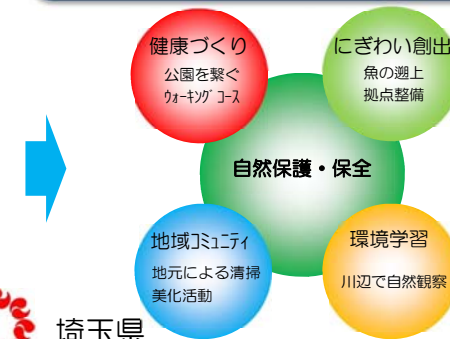 健康づくり
公園を繋ぐ
ウォーキングコース
にぎわい創出
魚の遡上
拠点整備
自然保護・保全
地域コミュニティ
地元による清掃
美化活動
環境学習
川辺で自然観察
埼玉県